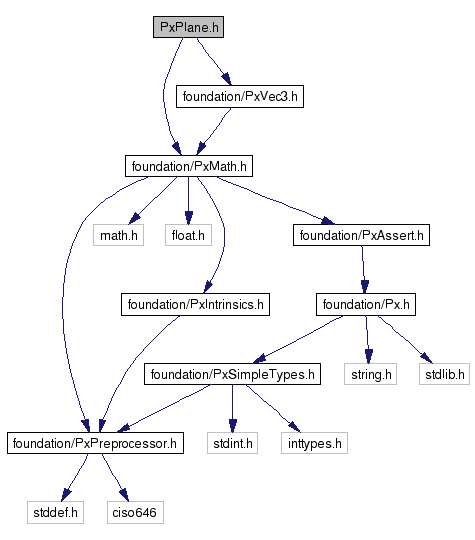 PxPlane.h
foundation/PxVec3.h
foundation/PxMath.h
math.h
float.h
foundation/PxAssert.h
foundation/PxIntrinsics.h
foundation/Px.h
foundation/PxSimpleTypes.h
string.h
stdlib.h
foundation/PxPreprocessor.h
stdint.h
inttypes.h
stddef.h
ciso646